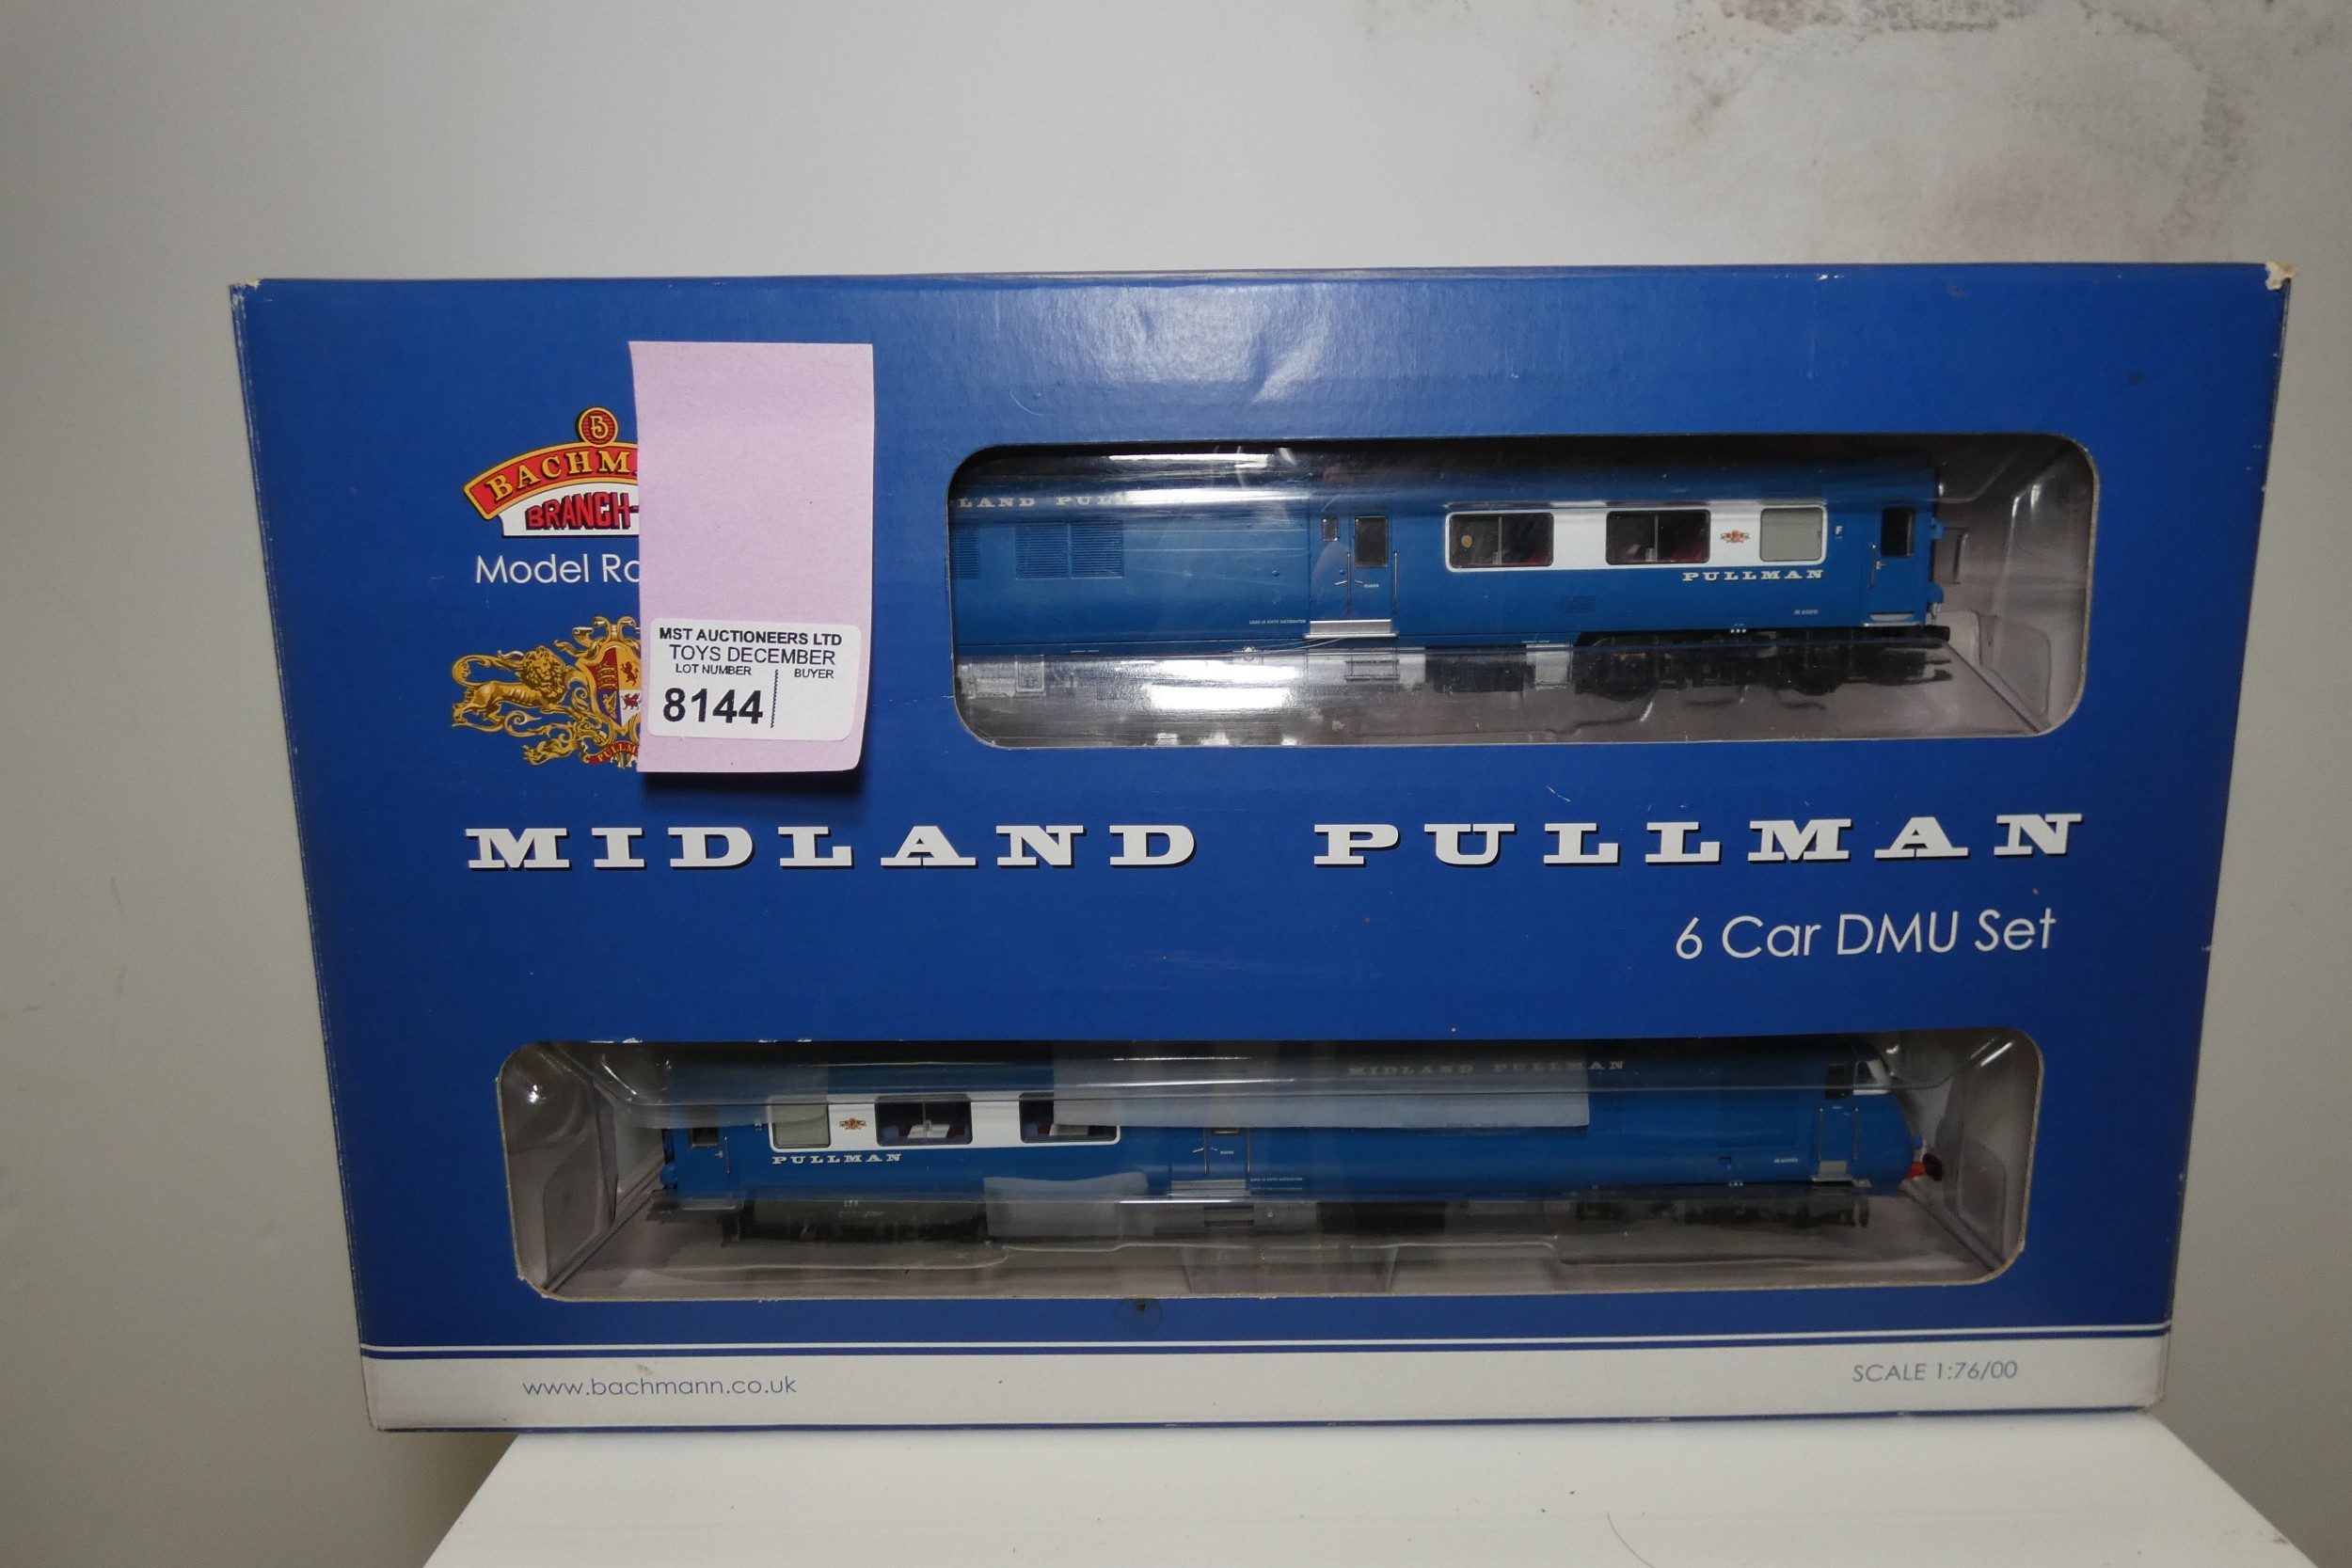 B
BACHM
BRANCH-
Model Ra
MST AUCTIONEERS LTD
TOYS DECEMBER
LOT NUMBER BUYER
8144
LAND PULLMAN
F
PULLMAN
MIDLAND PULLMAN
6 Car DMU Set
MIDLAND PULLMAN
PULLMAN
www.bachmann.co.uk
SCALE 1:76/00